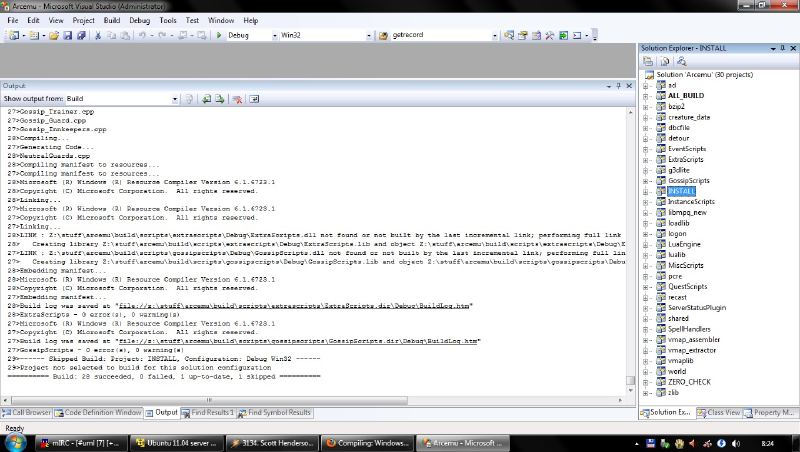 Arcemu - Microsoft Visual Studio (Administrator)
File Edit View Project Build Debug Tools Test Window Help
Debug Win32 getrecord
Output
Show output from: Build
27>Gossip_Trainer.cpp
27>Gossip_Guard.cpp
27>Gossip_Innkeepers.cpp
28>Compiling...
27>Generating Code...
28>NeutralGuards.cpp
28>Compiling manifest to resources...
27>Compiling manifest to resources...
28>Microsoft (R) Windows (R) Resource Compiler Version 6.1.6723.1
28>Copyright (C) Microsoft Corporation. All rights reserved.
28>Linking...
27>Microsoft (R) Windows (R) Resource Compiler Version 6.1.6723.1
27>Copyright (C) Microsoft Corporation. All rights reserved.
27>Linking...
28>LINK : Z:\stuff\arcemu\build\scripts\extrascripts\Debug\ExtraScripts.dll not found or not built by the last incremental link; performing full link
28> Creating library Z:\stuff\arcemu\build\scripts\extrascripts\Debug\ExtraScripts.lib and object Z:\stuff\arcemu\build\scripts\extrascripts\Debug\E
27>LINK : Z:\stuff\arcemu\build\scripts\gossipscripts\Debug\GossipScripts.dll not found or not built by the last incremental link; performing full lin
27> Creating library Z:\stuff\arcemu\build\scripts\gossipscripts\Debug\GossipScripts.lib and object Z:\stuff\arcemu\build\scripts\gossipscripts\Debu
28>Embedding manifest...
28>Microsoft (R) Windows (R) Resource Compiler Version 6.1.6723.1
28>Copyright (C) Microsoft Corporation. All rights reserved.
27>Embedding manifest...
28>Build log was saved at "file://z:\stuff\arcemu\build\scripts\extrascripts\ExtraScripts.dir\Debug\BuildLog.htm"
28>ExtraScripts - 0 error(s), 0 warning(s)
27>Microsoft (R) Windows (R) Resource Compiler Version 6.1.6723.1
27>Copyright (C) Microsoft Corporation. All rights reserved.
27>Build log was saved at "file://z:\stuff\arcemu\build\scripts\gossipscripts\GossipScripts.dir\Debug\BuildLog.htm"
27>GossipScripts - 0 error(s), 0 warning(s)
29>------ Skipped Build: Project: INSTALL, Configuration: Debug Win32 ------
29>Project not selected to build for this solution configuration
========== Build: 28 succeeded, 0 failed, 1 up-to-date, 1 skipped ==========
Call Browser Code Definition Window Output Find Results 1 Find Symbol Results
Solution Explorer - INSTALL
Solution 'Arcemu' (30 projects)
ad
ALL_BUILD
bzip2
creature_data
dbcfile
detour
EventScripts
ExtraScripts
g3dlite
GossipScripts
INSTALL
InstanceScripts
libmpq_new
loadlib
logon
LuaEngine
lualib
MiscScripts
pcre
QuestScripts
recast
ServerStatusPlugin
shared
SpellHandlers
vmap_assembler
vmap_extractor
vmaplib
world
ZERO_CHECK
zlib
Solution Ex... Class View Property M...
Ready
mIRC - [#uml [7] [+... Ubuntu 11.04 server ... 3134. Scott Henderso... Compiling: Windows... Arcemu - Microsoft ... 8:24